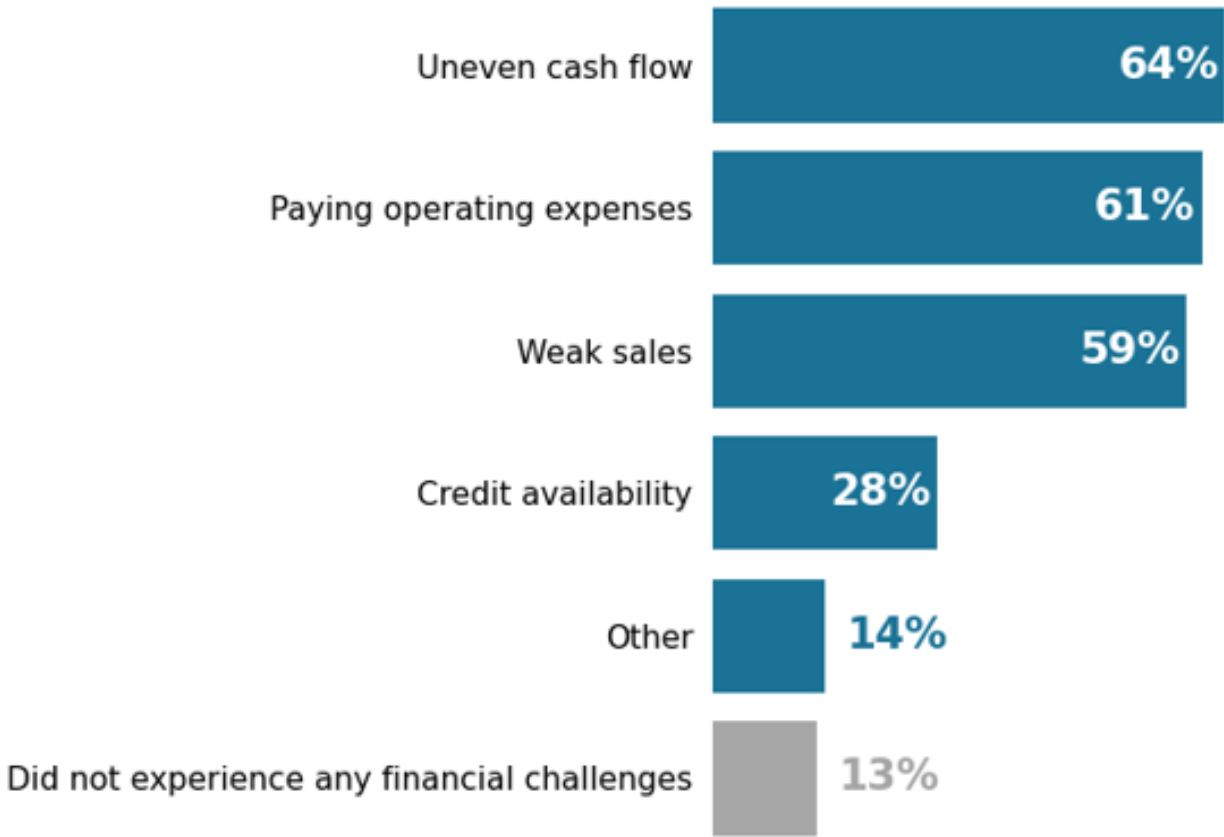 Uneven cash flow 64%
Paying operating expenses 61%
Weak sales 59%
Credit availability 28%
Other 14%
Did not experience any financial challenges 13%